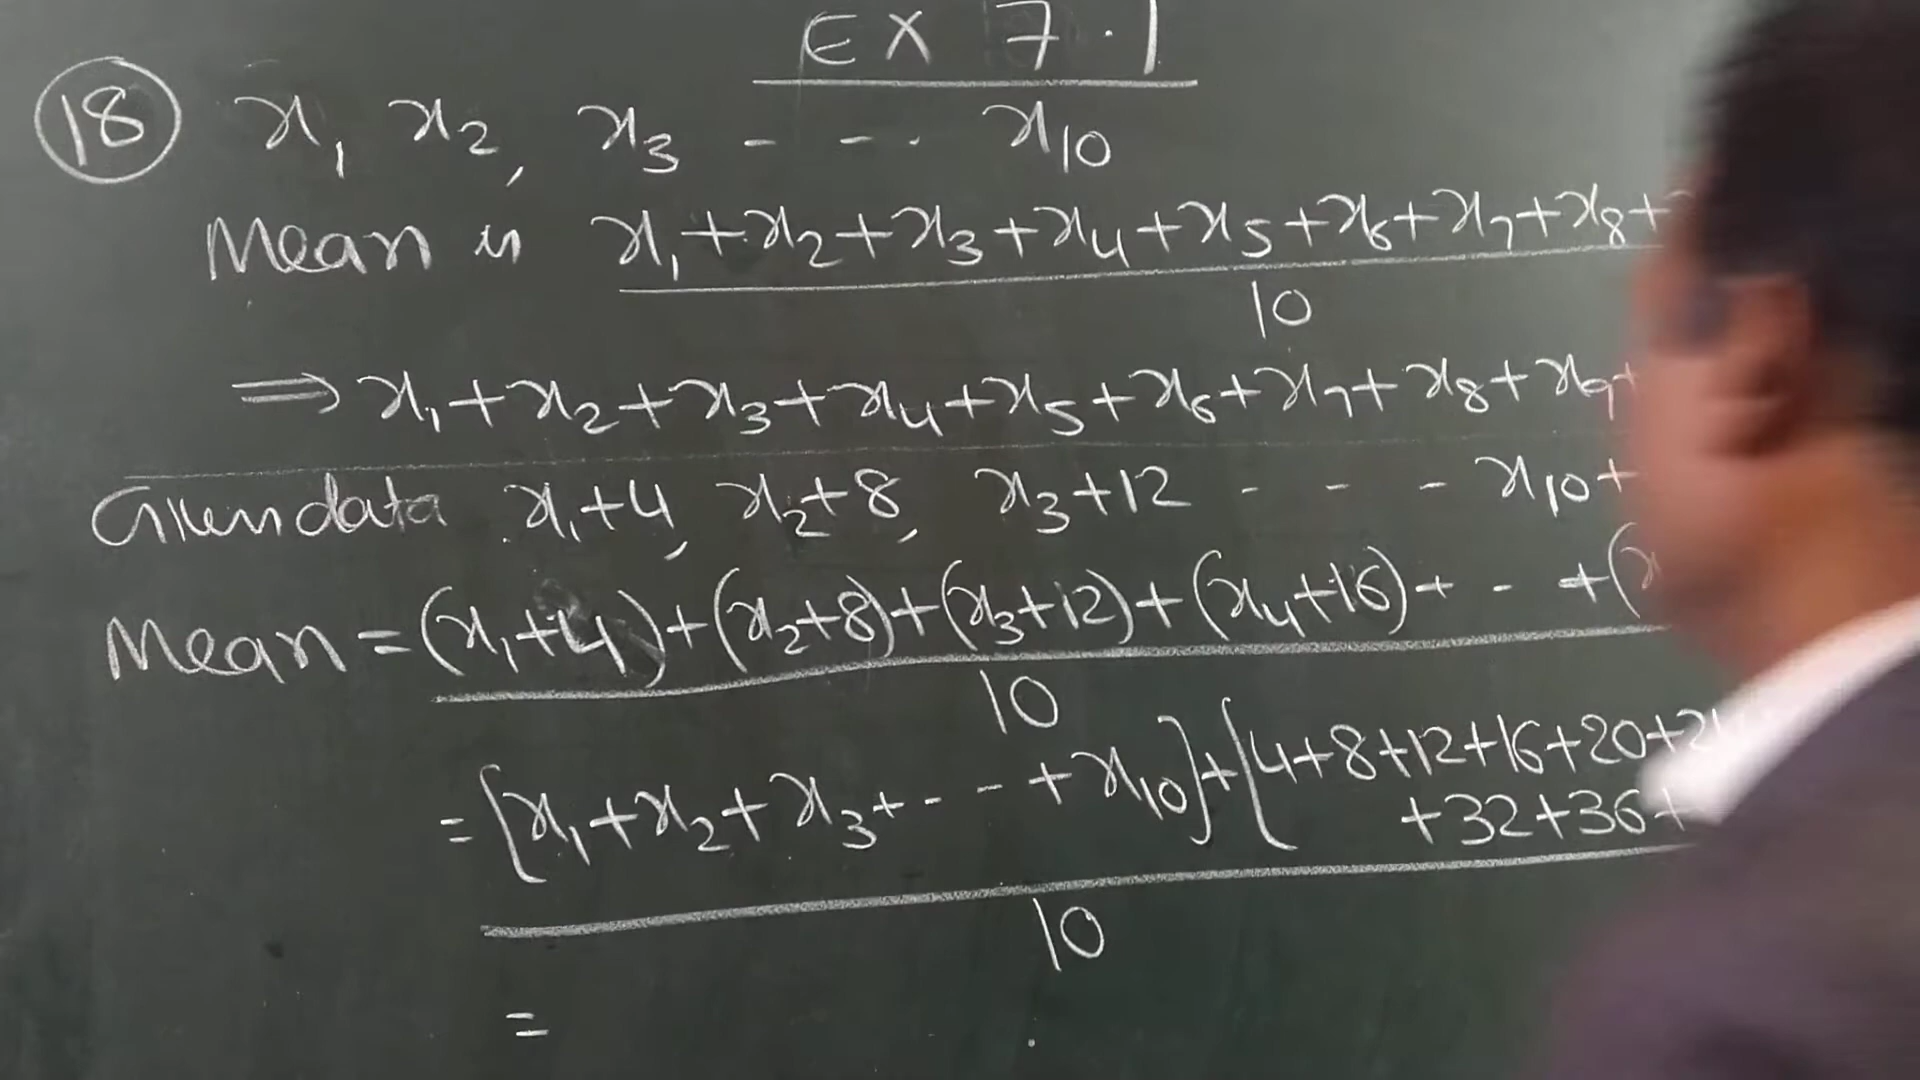 EX 7.1
18 x₁ x₂, x₃ - - .. x₁₀
Mean is x₁+x₂+x₃+x₄+x₅+x₆+x₇+x₈+
10
⇒ x₁+x₂+x₃+x₄+x₅+x₆+x₇+x₈+x₉+
Given data x₁+4, x₂+8, x₃+12 - - - x₁₀+
Mean = (x₁+4)+(x₂+8)+(x₃+12)+(x₄+16)+ - - +(x
10
= [x₁+x₂+x₃+ - - - +x₁₀]+[4+8+12+16+20+2
+32+36+
10
=